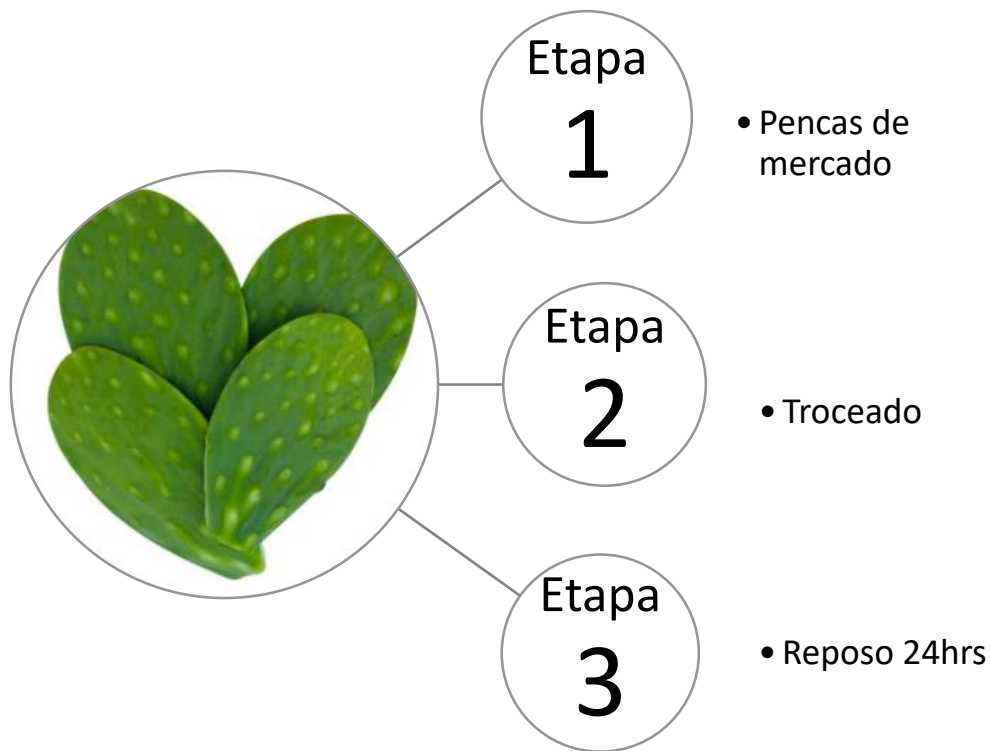 Etapa
1
• Pencas de
mercado
Etapa
2
• Troceado
Etapa
3
• Reposo 24hrs